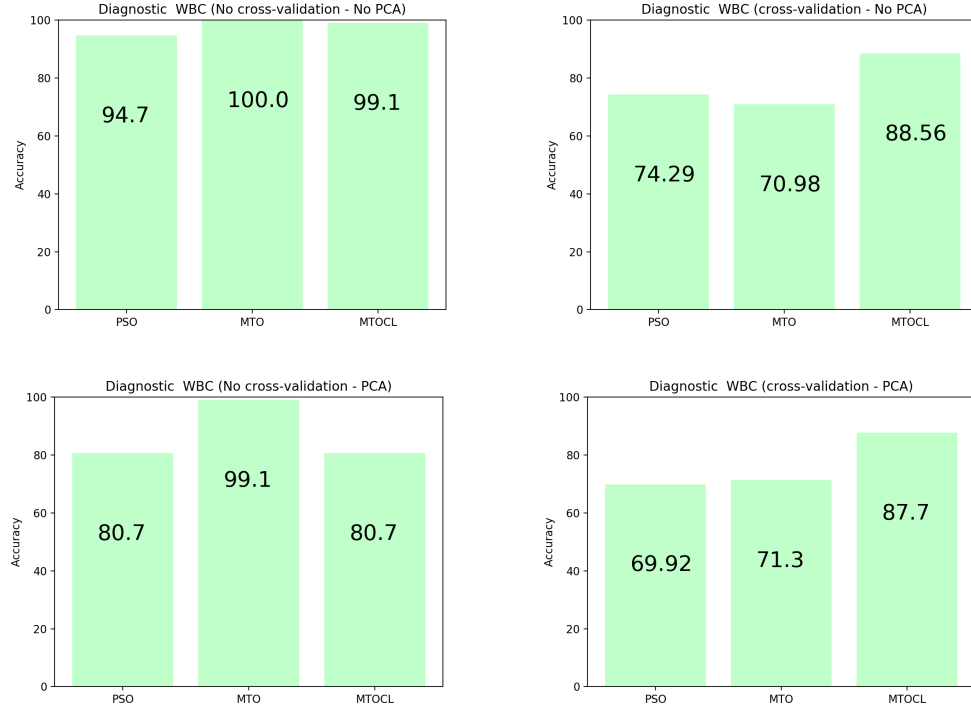 Diagnostic  WBC (No cross-validation - No PCA)
Accuracy
100
80
60
40
20
0
94.7
100.0
99.1
PSO
MTO
MTOCL
Diagnostic  WBC (cross-validation - No PCA)
Accuracy
100
80
60
40
20
0
74.29
70.98
88.56
PSO
MTO
MTOCL
Diagnostic  WBC (No cross-validation - PCA)
Accuracy
100
80
60
40
20
0
80.7
99.1
80.7
PSO
MTO
MTOCL
Diagnostic  WBC (cross-validation - PCA)
Accuracy
100
80
60
40
20
0
69.92
71.3
87.7
PSO
MTO
MTOCL